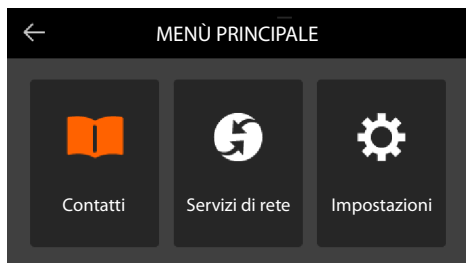 MENÙ PRINCIPALE
Contatti
Servizi di rete
Impostazioni